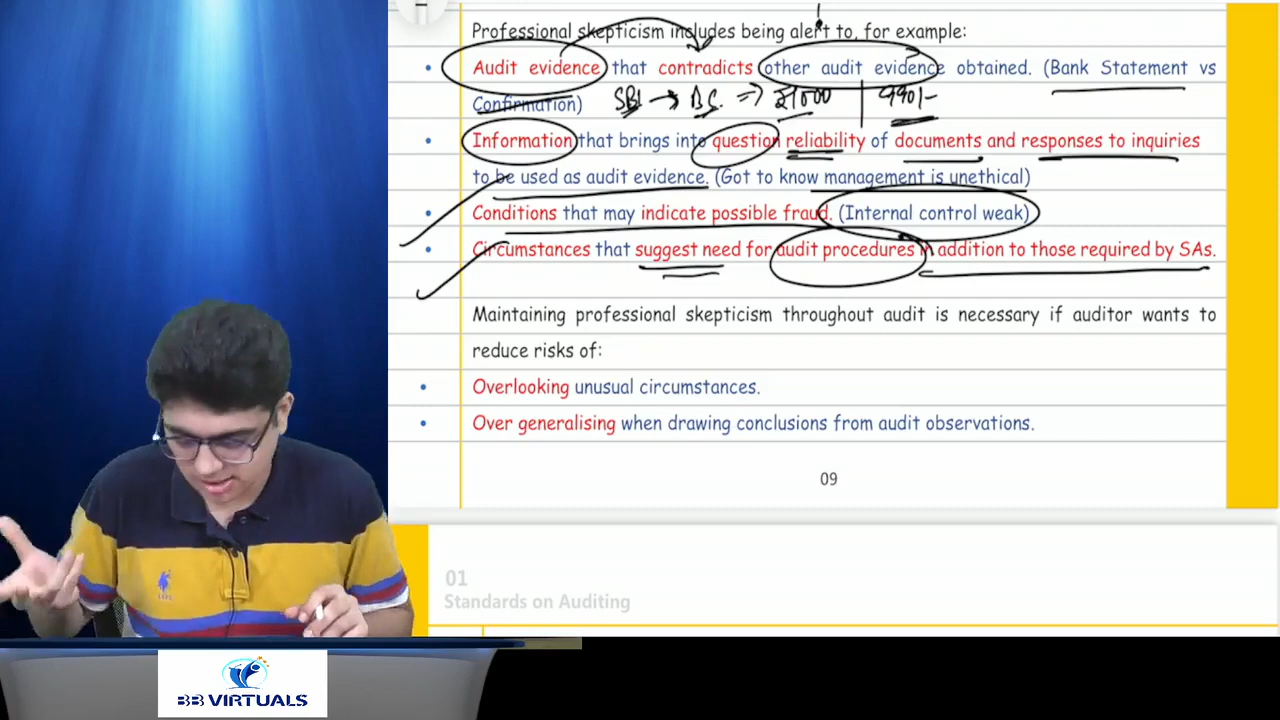 Professional skepticism includes being alert to, for example:
• Audit evidence that contradicts other audit evidence obtained. (Bank Statement vs
Confirmation) SBI → B.C. ⇒ ₹1000 | 990/-
• Information that brings into question reliability of documents and responses to inquiries
to be used as audit evidence. (Got to know management is unethical)
• Conditions that may indicate possible fraud. (Internal control weak)
• Circumstances that suggest need for audit procedures in addition to those required by SAs.
Maintaining professional skepticism throughout audit is necessary if auditor wants to
reduce risks of:
• Overlooking unusual circumstances.
• Over generalising when drawing conclusions from audit observations.
09
01
Standards on Auditing
BB VIRTUALS